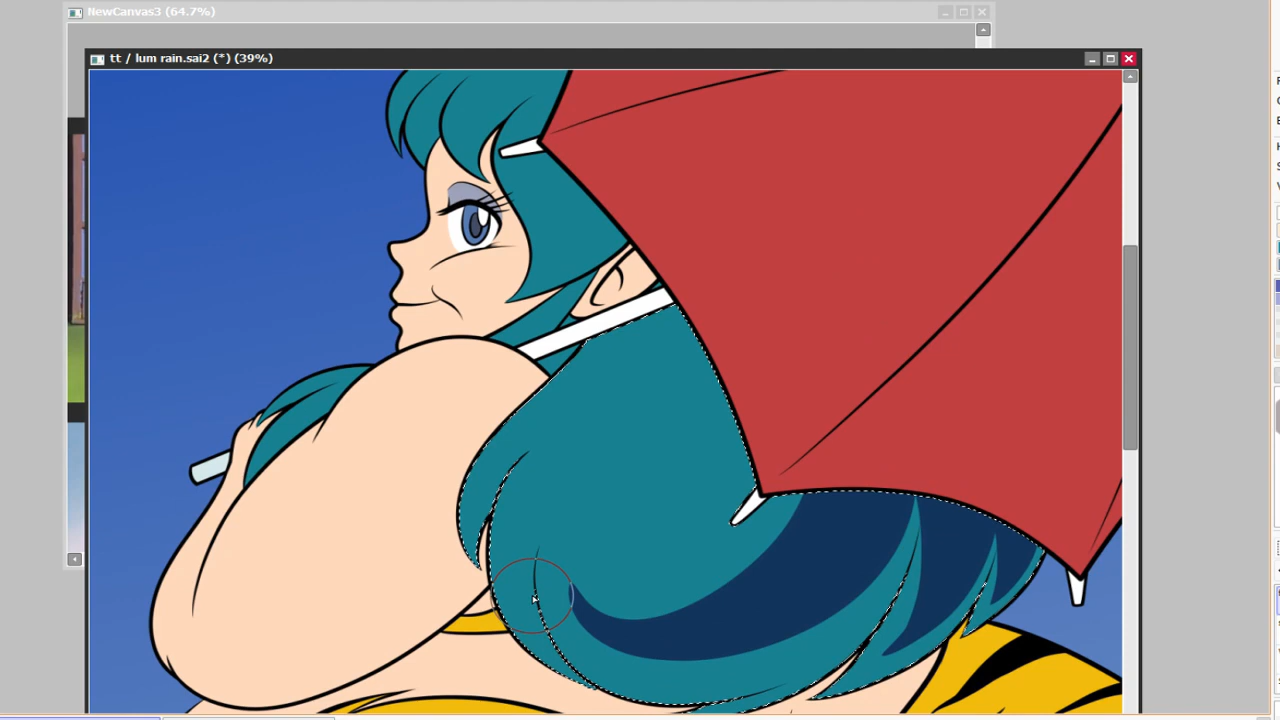 NewCanvas3 (64.7%)
tt / lum rain.sai2 (*) (39%)